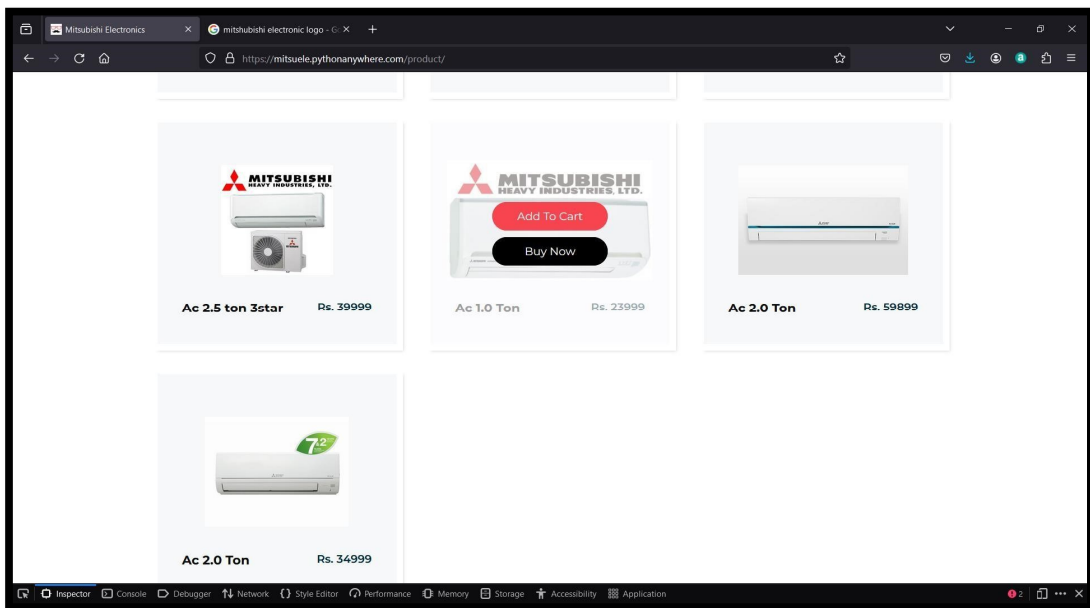 Mitsubishi Electronics
mitshubishi electronic logo - G
https://mitsuele.pythonanywhere.com/product/
MITSUBISHI
HEAVY INDUSTRIES, LTD.
Ac 2.5 ton 3star Rs. 39999
MITSUBISHI
HEAVY INDUSTRIES, LTD.
Add To Cart
Buy Now
Ac 1.0 Ton Rs. 23999
Ac 2.0 Ton Rs. 59899
7.2
Ac 2.0 Ton Rs. 34999
Inspector Console Debugger Network {} Style Editor Performance Memory Storage Accessibility Application 2